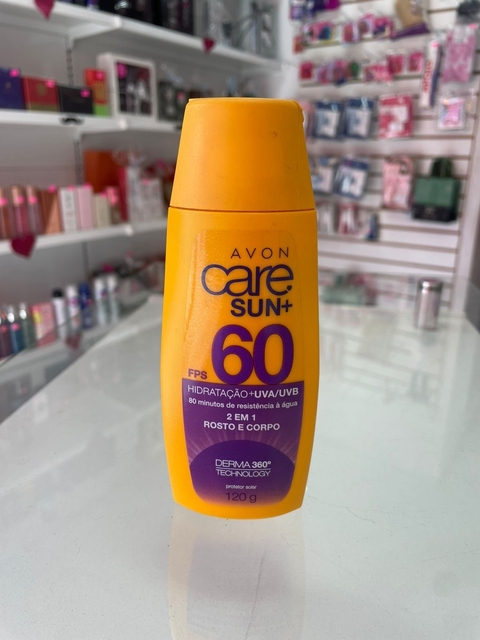 AVON
care
SUN+
FPS 60
HIDRATAÇÃO+UVA/UVB
80 minutos de resistência à água
2 EM 1
ROSTO E CORPO
DERMA 360º
TECHNOLOGY
protetor solar
120 g